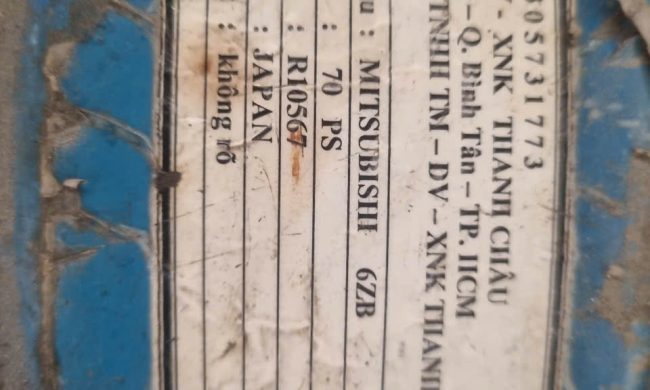 305731773
- XNK THANH CHÂU
– Q. Bình Tân – TP. HCM
TNHH TM – DV – XNK THANH
u : MITSUBISHI 6ZB
: 70 PS
: R10567
: JAPAN
: không rõ